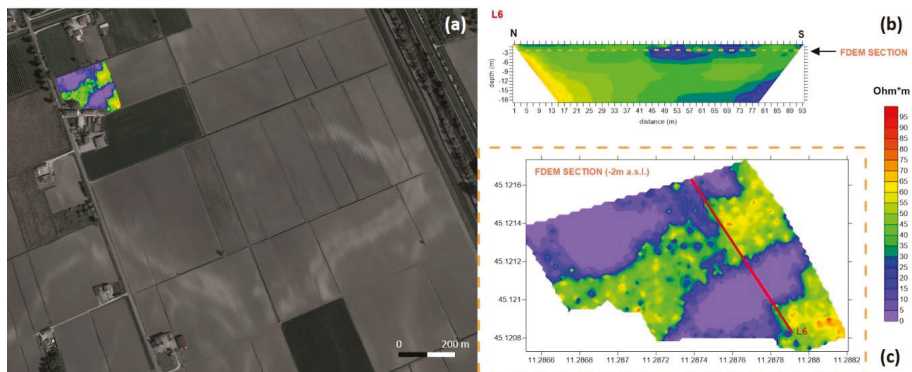 (a)
0 200 m
L6
(b)
N S
FDEM SECTION
depth (m)
-3
-6
-9
-12
-15
-18
1 5 9 13 17 21 25 29 33 37 41 45 49 53 57 61 65 69 73 77 81 85 89 93
distance (m)
Ohm*m
95
90
85
80
75
70
65
60
55
50
45
40
35
30
25
20
15
10
5
0
FDEM SECTION (-2m a.s.l.)
45.1216
45.1214
45.1212
45.121
45.1208
L6
11.2866 11.2868 11.287 11.2872 11.2874 11.2876 11.2878 11.288 11.2882
(c)